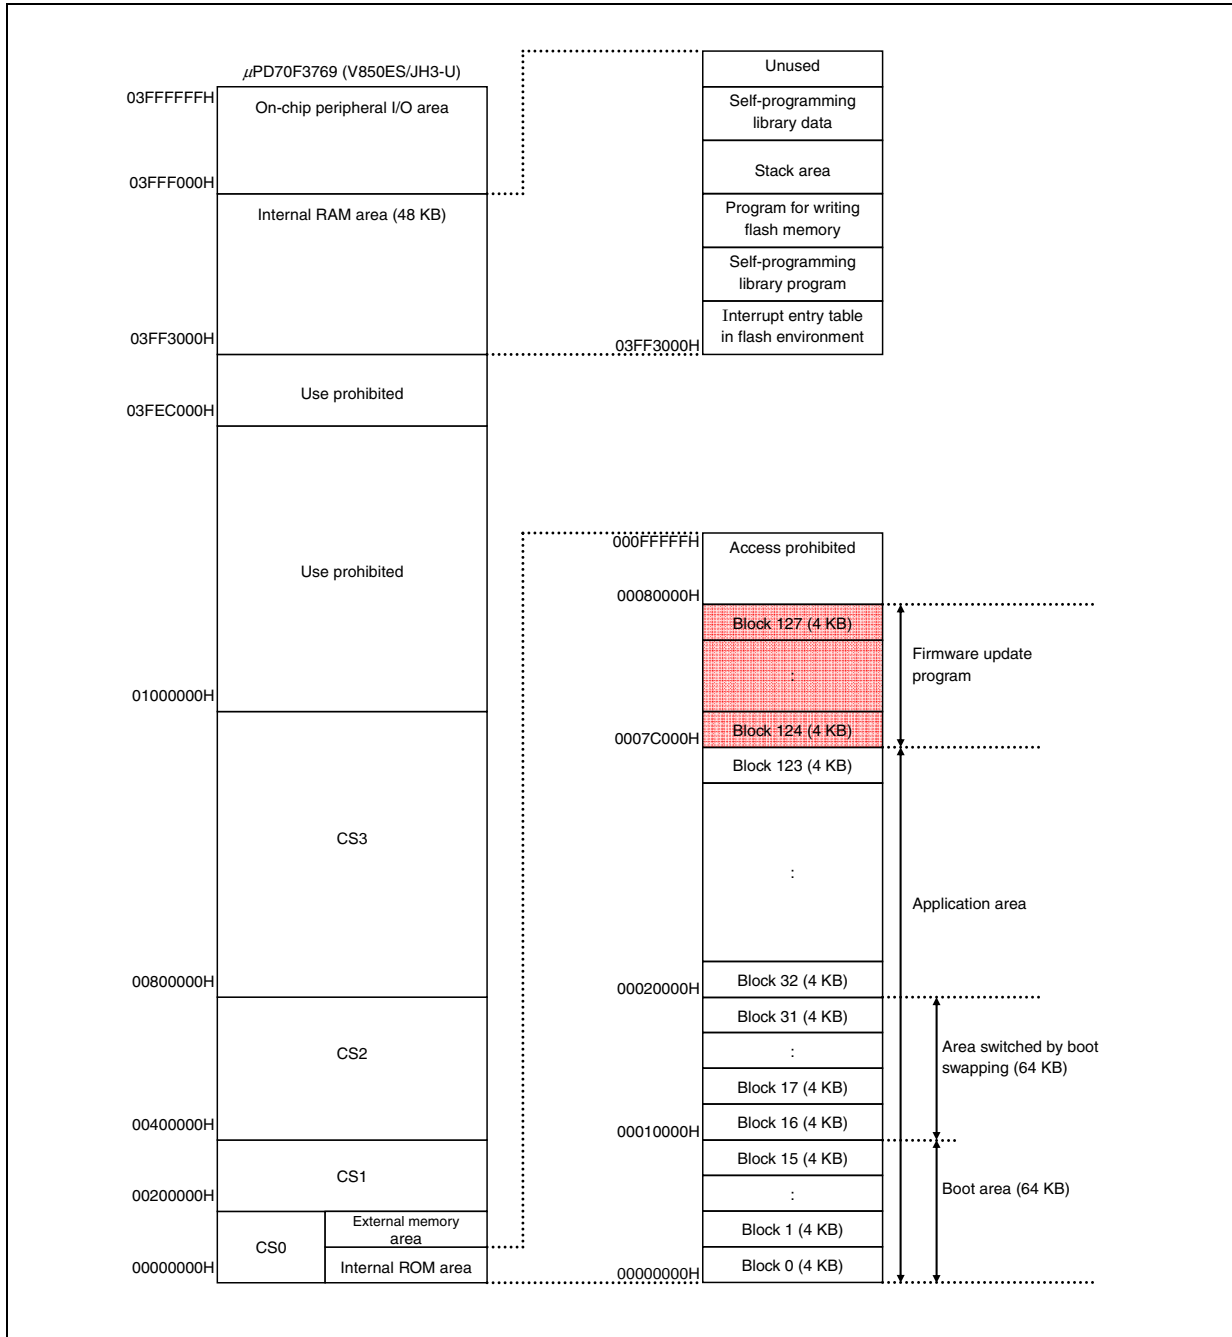 μPD70F3769 (V850ES/JH3-U)
03FFFFFFH
On-chip peripheral I/O area
03FFF000H
Internal RAM area (48 KB)
03FF3000H
Use prohibited
03FEC000H
Use prohibited
01000000H
CS3
00800000H
CS2
00400000H
CS1
00200000H
CS0
External memory
area
Internal ROM area
00000000H
Unused
Self-programming
library data
Stack area
Program for writing
flash memory
Self-programming
library program
Interrupt entry table
in flash environment
03FF3000H
000FFFFFH
Access prohibited
00080000H
Block 127 (4 KB)
:
Block 124 (4 KB)
0007C000H
Block 123 (4 KB)
:
Block 32 (4 KB)
00020000H
Block 31 (4 KB)
:
Block 17 (4 KB)
Block 16 (4 KB)
00010000H
Block 15 (4 KB)
:
Block 1 (4 KB)
Block 0 (4 KB)
00000000H
Firmware update
program
Application area
Area switched by boot
swapping (64 KB)
Boot area (64 KB)